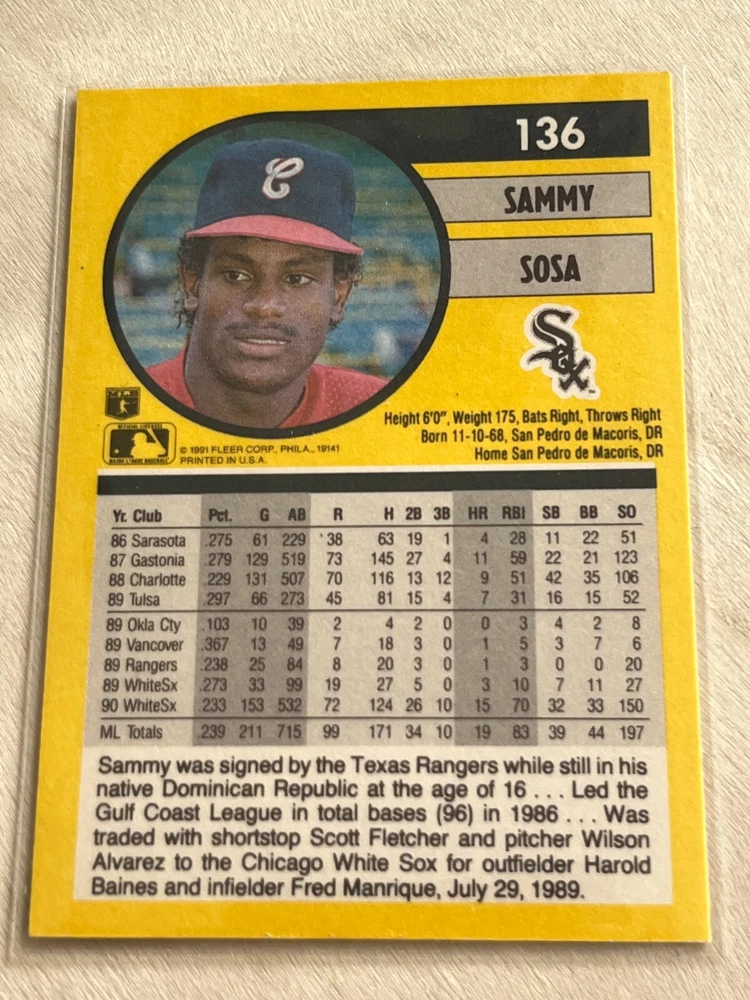 136
SAMMY
SOSA
C
Sox
MLB
OFFICIAL LICENSEE
MAJOR LEAGUE BASEBALL
© 1991 FLEER CORP., PHILA., 19141
PRINTED IN U.S.A.
Height 6'0", Weight 175, Bats Right, Throws Right
Born 11-10-68, San Pedro de Macoris, DR
Home San Pedro de Macoris, DR
Yr. Club Pct. G AB R H 2B 3B HR RBI SB BB SO
86 Sarasota .275 61 229 38 63 19 1 4 28 11 22 51
87 Gastonia .279 129 519 73 145 27 4 11 59 22 21 123
88 Charlotte .229 131 507 70 116 13 12 9 51 42 35 106
89 Tulsa .297 66 273 45 81 15 4 7 31 16 15 52
89 Okla Cty .103 10 39 2 4 2 0 0 3 4 2 8
89 Vancouver .367 13 49 7 18 3 0 1 5 3 7 6
89 Rangers .238 25 84 8 20 3 0 1 3 0 0 20
89 WhiteSx .273 33 99 19 27 5 0 3 10 7 11 27
90 WhiteSx .233 153 532 72 124 26 10 15 70 32 33 150
ML Totals .239 211 715 99 171 34 10 19 83 39 44 197
Sammy was signed by the Texas Rangers while still in his
native Dominican Republic at the age of 16 . . . Led the
Gulf Coast League in total bases (96) in 1986 . . . Was
traded with shortstop Scott Fletcher and pitcher Wilson
Alvarez to the Chicago White Sox for outfielder Harold
Baines and infielder Fred Manrique, July 29, 1989.